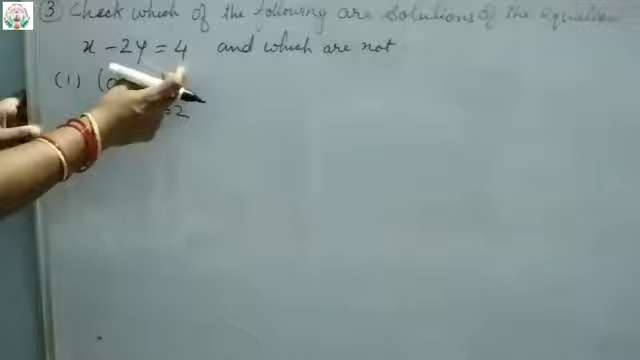 ③ Check which of the following are solutions of the equation
x - 2y = 4 and which are not
(i) (0
= 2